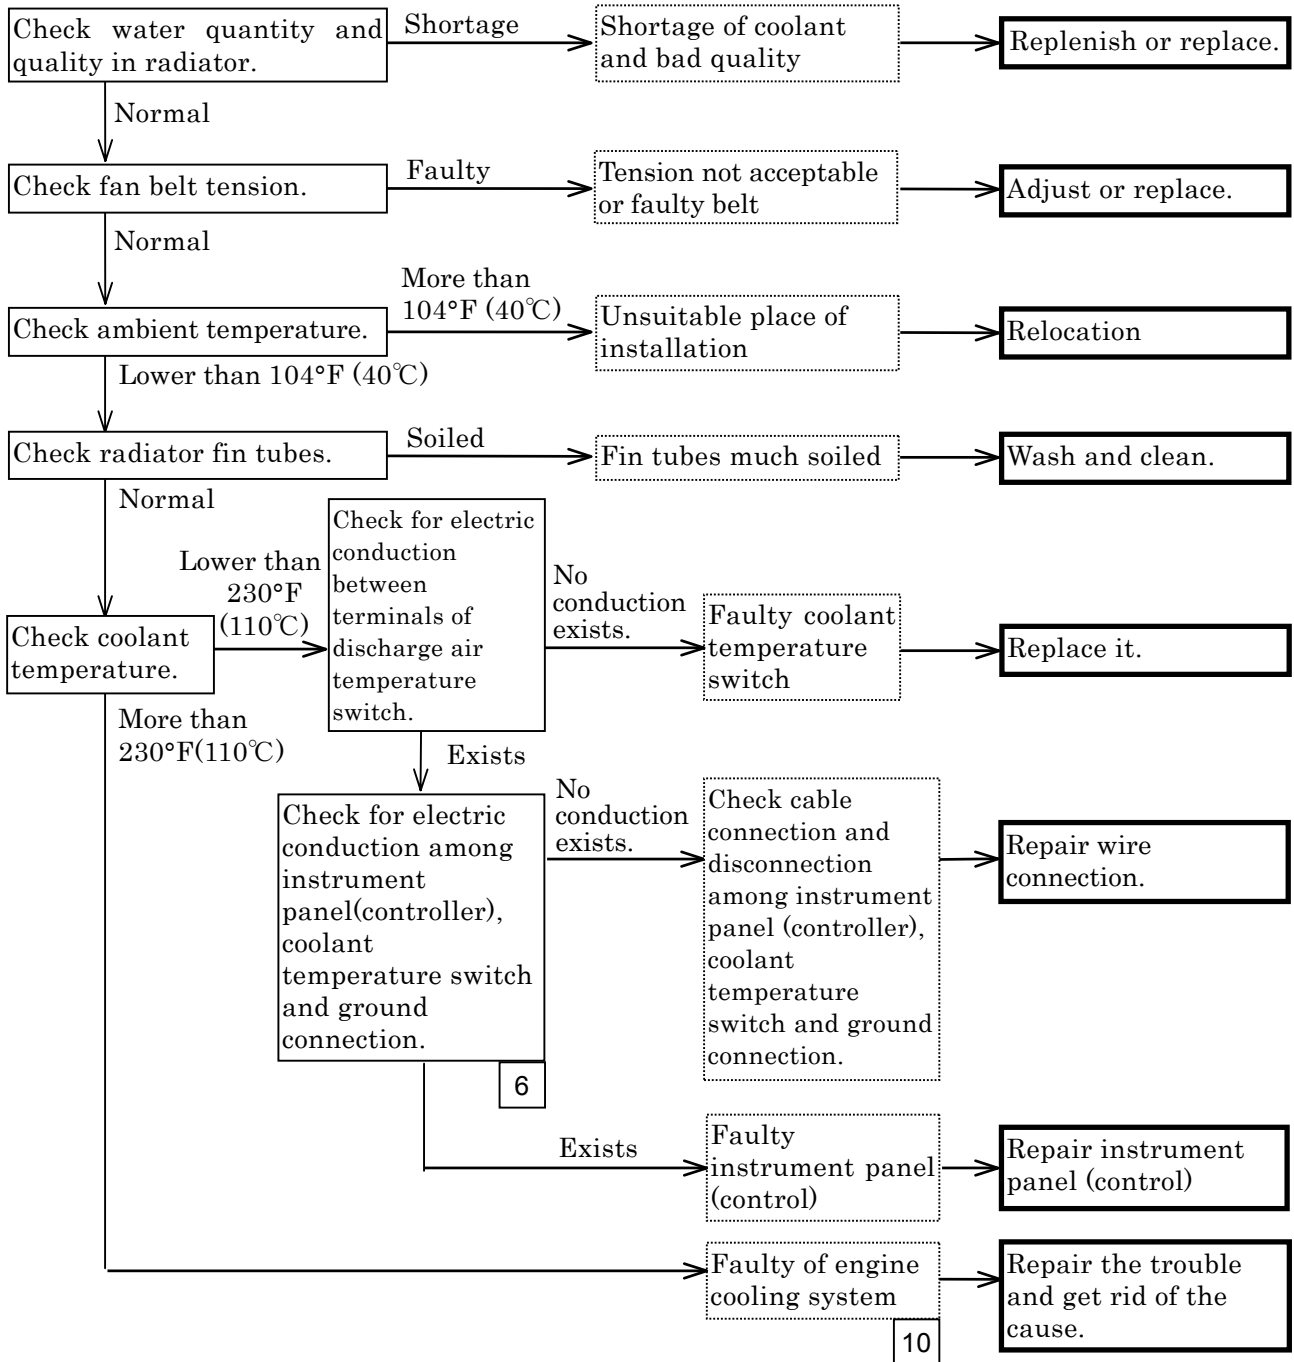 Check water quantity and
quality in radiator.
Shortage
Shortage of coolant
and bad quality
Replenish or replace.
Normal
Check fan belt tension.
Faulty
Tension not acceptable
or faulty belt
Adjust or replace.
Normal
Check ambient temperature.
More than
104°F (40℃)
Unsuitable place of
installation
Relocation
Lower than 104°F (40℃)
Check radiator fin tubes.
Soiled
Fin tubes much soiled
Wash and clean.
Normal
Check coolant
temperature.
Lower than
230°F
(110℃)
Check for electric
conduction
between
terminals of
discharge air
temperature
switch.
No
conduction
exists.
Faulty coolant
temperature
switch
Replace it.
More than
230°F(110℃)
Exists
Check for electric
conduction among
instrument
panel(controller),
coolant
temperature switch
and ground
connection.
6
No
conduction
exists.
Check cable
connection and
disconnection
among instrument
panel (controller),
coolant
temperature
switch and ground
connection.
Repair wire
connection.
Exists
Faulty
instrument panel
(control)
Repair instrument
panel (control)
Faulty of engine
cooling system
10
Repair the trouble
and get rid of the
cause.